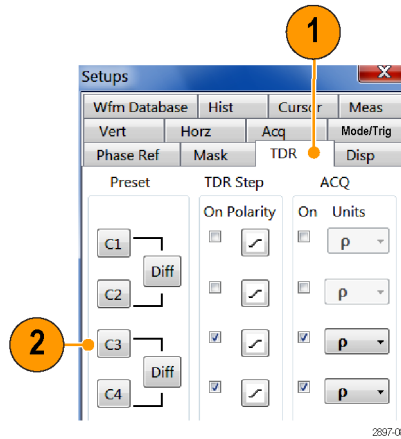 1
Setups
X
Wfm Database Hist Cursor Meas
Vert Horz Acq Mode/Trig
Phase Ref Mask TDR Disp
Preset TDR Step ACQ
On Polarity On Units
C1 ρ
Diff
C2 ρ
2
C3 ρ
Diff
C4 ρ